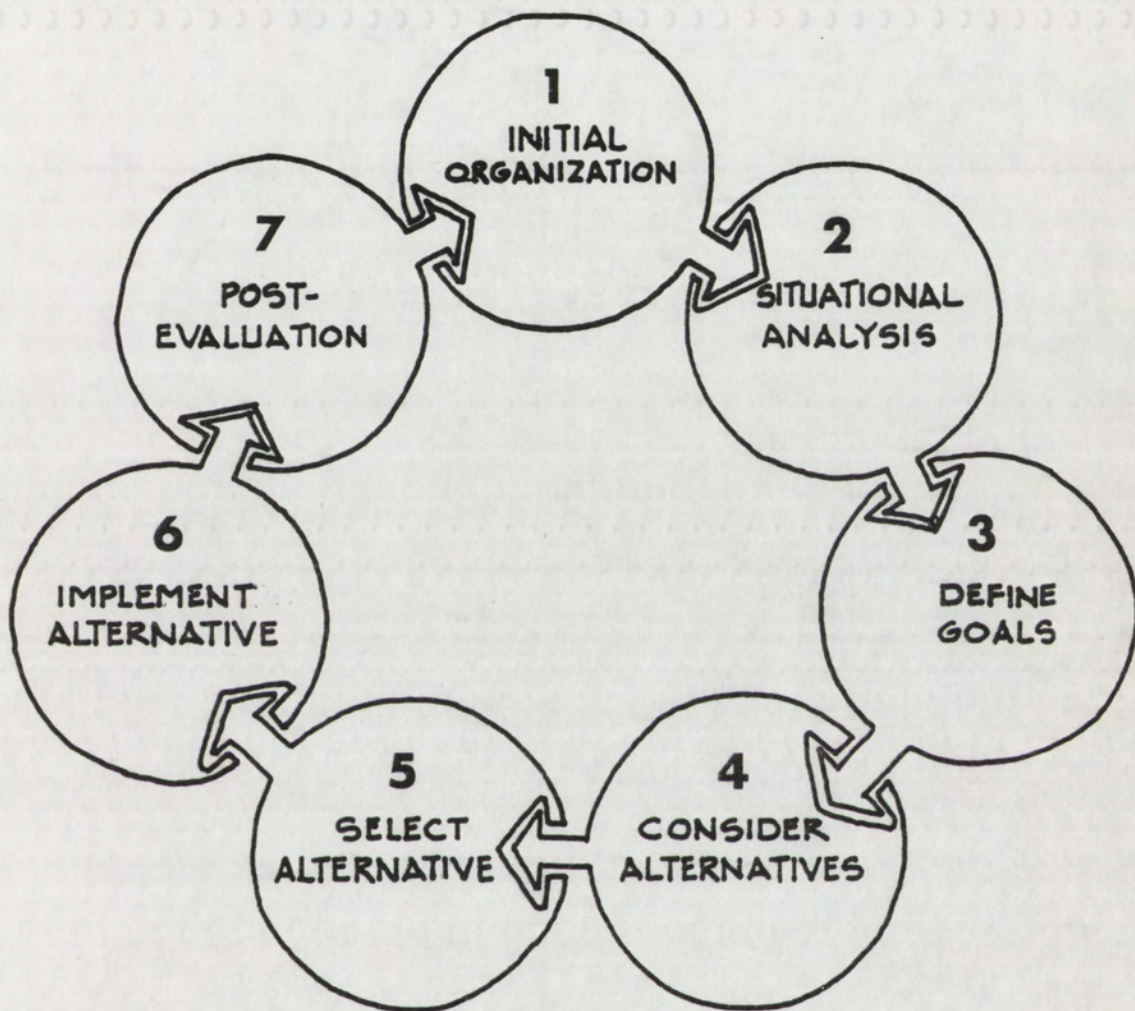 1
INITIAL
ORGANIZATION
2
SITUATIONAL
ANALYSIS
3
DEFINE
GOALS
4
CONSIDER
ALTERNATIVES
5
SELECT
ALTERNATIVE
6
IMPLEMENT
ALTERNATIVE
7
POST-
EVALUATION